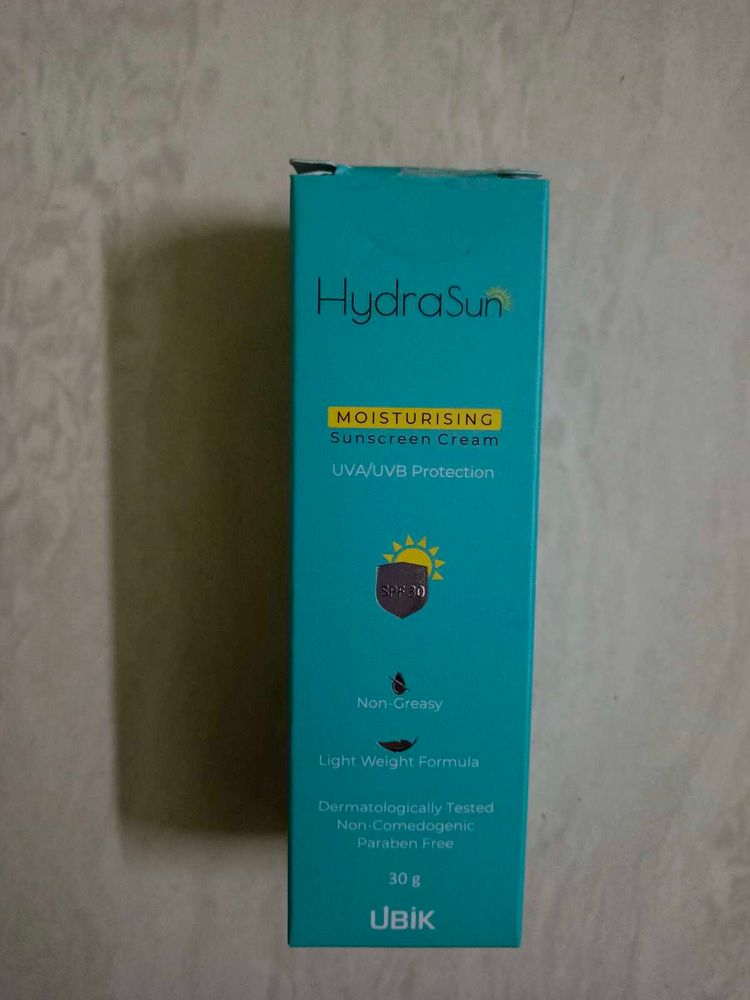 HydraSun
MOISTURISING
Sunscreen Cream
UVA/UVB Protection
SPF 30
Non-Greasy
Light Weight Formula
Dermatologically Tested
Non-Comedogenic
Paraben Free
30 g
UBIK